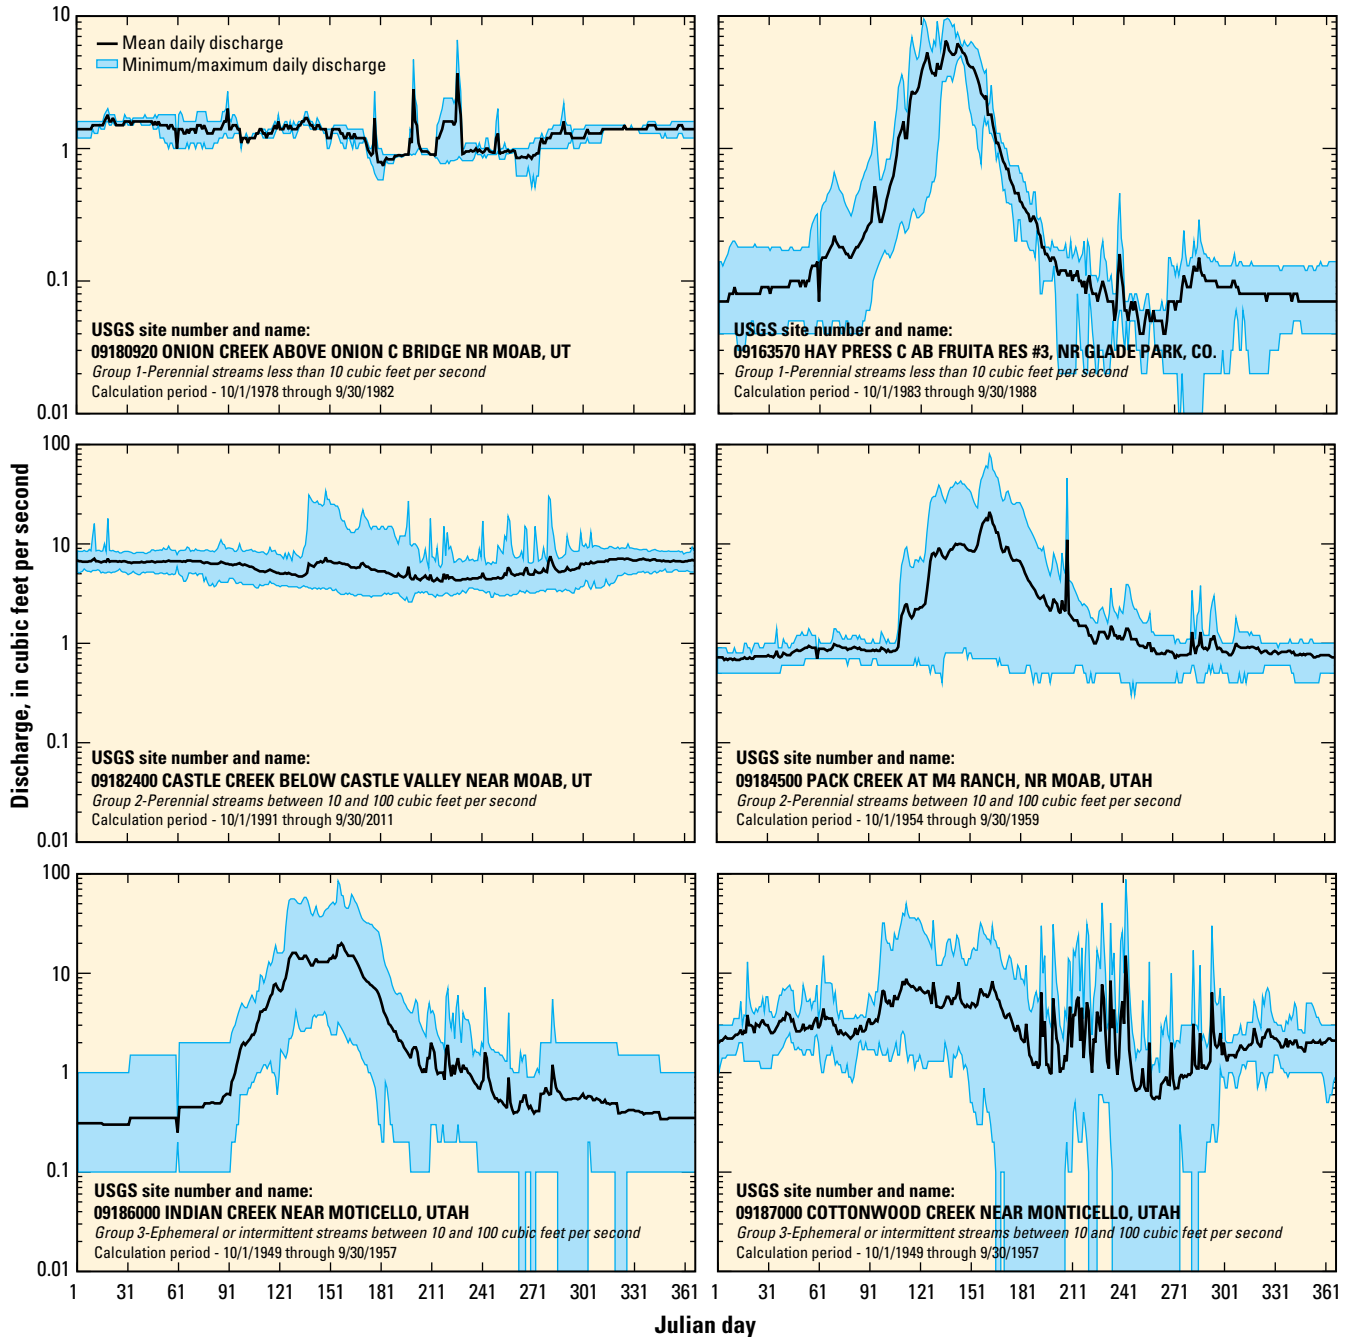 10
1
0.1
0.01
Mean daily discharge
Minimum/maximum daily discharge
USGS site number and name:
09180920 ONION CREEK ABOVE ONION C BRIDGE NR MOAB, UT
Group 1-Perennial streams less than 10 cubic feet per second
Calculation period - 10/1/1978 through 9/30/1982
USGS site number and name:
09163570 HAY PRESS C AB FRUITA RES #3, NR GLADE PARK, CO.
Group 1-Perennial streams less than 10 cubic feet per second
Calculation period - 10/1/1983 through 9/30/1988
Discharge, in cubic feet per second
100
10
1
0.1
0.01
USGS site number and name:
09182400 CASTLE CREEK BELOW CASTLE VALLEY NEAR MOAB, UT
Group 2-Perennial streams between 10 and 100 cubic feet per second
Calculation period - 10/1/1991 through 9/30/2011
USGS site number and name:
09184500 PACK CREEK AT M4 RANCH, NR MOAB, UTAH
Group 2-Perennial streams between 10 and 100 cubic feet per second
Calculation period - 10/1/1954 through 9/30/1959
100
10
1
0.1
0.01
USGS site number and name:
09186000 INDIAN CREEK NEAR MOTICELLO, UTAH
Group 3-Ephemeral or intermittent streams between 10 and 100 cubic feet per second
Calculation period - 10/1/1949 through 9/30/1957
USGS site number and name:
09187000 COTTONWOOD CREEK NEAR MONTICELLO, UTAH
Group 3-Ephemeral or intermittent streams between 10 and 100 cubic feet per second
Calculation period - 10/1/1949 through 9/30/1957
1 31 61 91 121 151 181 211 241 271 301 331 361
1 31 61 91 121 151 181 211 241 271 301 331 361
Julian day